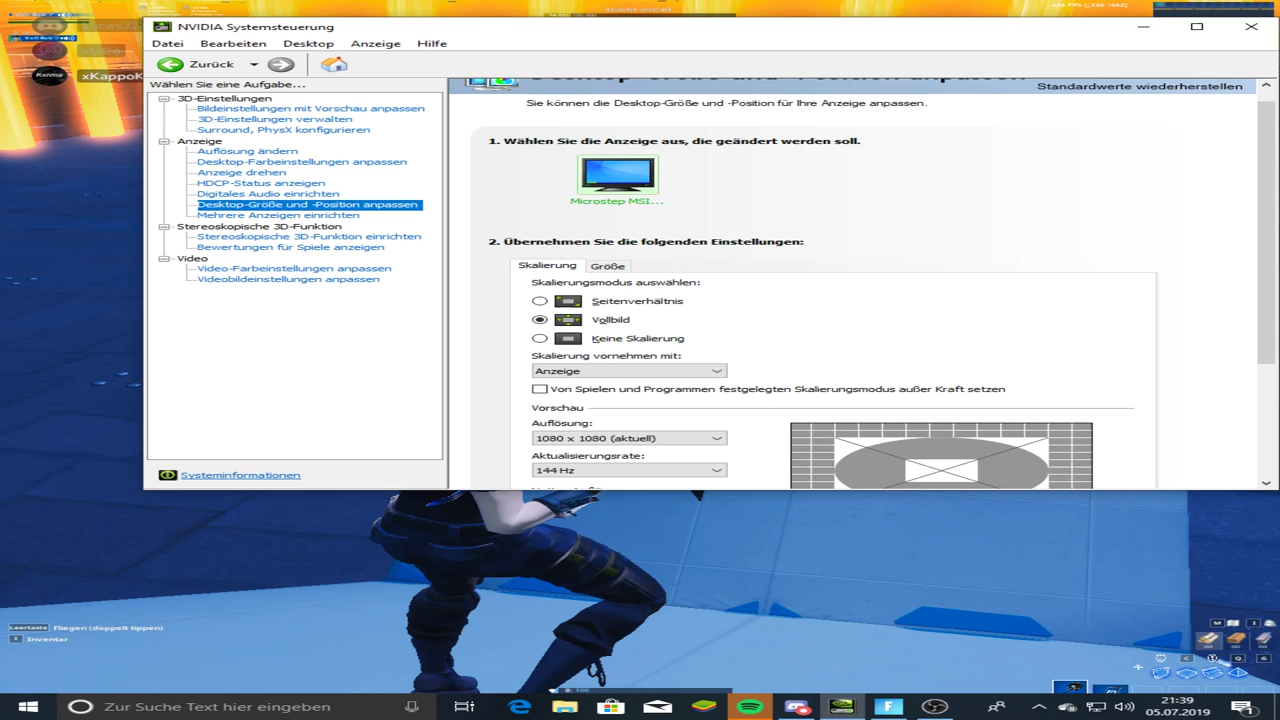 NVIDIA Systemsteuerung
Datei Bearbeiten Desktop Anzeige Hilfe
xKappoK
Zurück
Wählen Sie eine Aufgabe...
3D-Einstellungen
Bildeinstellungen mit Vorschau anpassen
3D-Einstellungen verwalten
Surround, PhysX konfigurieren
Anzeige
Auflösung ändern
Desktop-Farbeinstellungen anpassen
Anzeige drehen
HDCP-Status anzeigen
Digitales Audio einrichten
Desktop-Größe und -Position anpassen
Mehrere Anzeigen einrichten
Stereoskopische 3D-Funktion
Stereoskopische 3D-Funktion einrichten
Bewertungen für Spiele anzeigen
Video
Video-Farbeinstellungen anpassen
Videobildeinstellungen anpassen
Systeminformationen
Standardwerte wiederherstellen
Sie können die Desktop-Größe und -Position für Ihre Anzeige anpassen.
1. Wählen Sie die Anzeige aus, die geändert werden soll.
Microstep MSI...
2. Übernehmen Sie die folgenden Einstellungen:
Skalierung Größe
Skalierungsmodus auswählen:
Seitenverhältnis
Vollbild
Keine Skalierung
Skalierung vornehmen mit:
Anzeige
Von Spielen und Programmen festgelegten Skalierungsmodus außer Kraft setzen
Vorschau
Auflösung:
1080 x 1080 (aktuell)
Aktualisierungsrate:
144 Hz
Leertaste Fliegen (doppelt tippen)
I Inventar
M I
C Q G
100
Zur Suche Text hier eingeben
21:39
05.07.2019
1